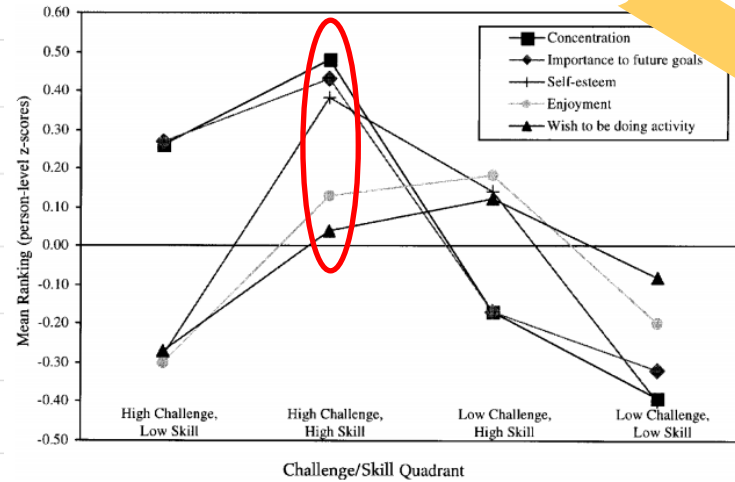 0.60
0.50
0.40
0.30
0.20
0.10
0.00
-0.10
-0.20
-0.30
-0.40
-0.50
Mean Ranking (person-level z-scores)
Concentration
Importance to future goals
Self-esteem
Enjoyment
Wish to be doing activity
High Challenge,
Low Skill
High Challenge,
High Skill
Low Challenge,
High Skill
Low Challenge,
Low Skill
Challenge/Skill Quadrant